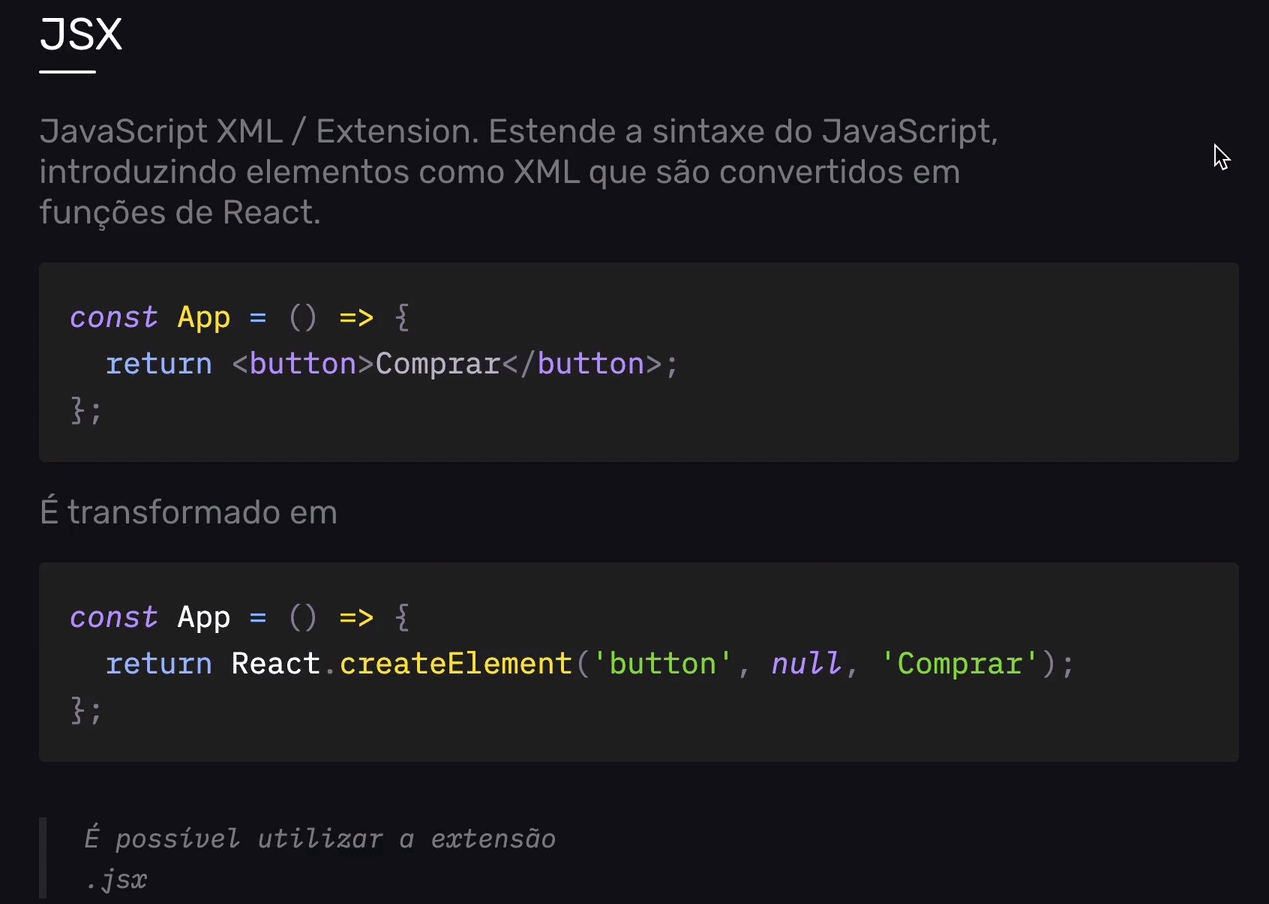 JSX
JavaScript XML / Extension. Estende a sintaxe do JavaScript,
introduzindo elementos como XML que são convertidos em
funções de React.
const App = () => {
  return <button>Comprar</button>;
};
É transformado em
const App = () => {
  return React.createElement('button', null, 'Comprar');
};
É possível utilizar a extensão
.jsx